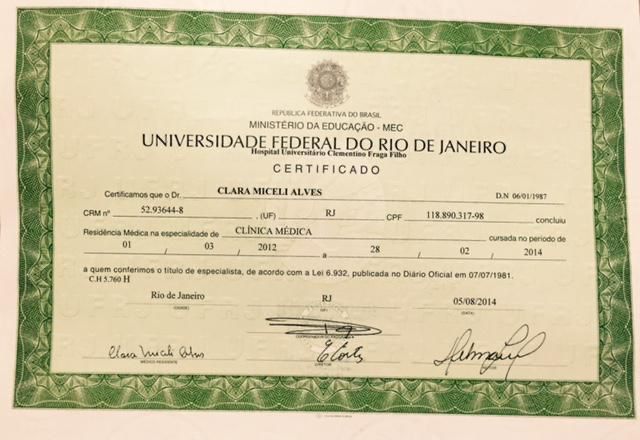 REPÚBLICA FEDERATIVA DO BRASIL
MINISTÉRIO DA EDUCAÇÃO - MEC
UNIVERSIDADE FEDERAL DO RIO DE JANEIRO
Hospital Universitário Clementino Fraga Filho
CERTIFICADO
Certificamos que o Dr. CLARA MICELI ALVES D.N 06/01/1987
CRM nº 52.93644-8 , (UF) RJ CPF 118.890.317-98 concluiu
Residência Médica na especialidade de CLÍNICA MÉDICA cursada no período de
01 / 03 / 2012 a 28 / 02 / 2014
a quem conferimos o título de especialista, de acordo com a Lei 6.932, publicada no Diário Oficial em 07/07/1981.
C.H 5.760 H
Rio de Janeiro RJ 05/08/2014
(CIDADE) (UF) (DATA)
Clara Miceli Alves
MÉDICO RESIDENTE DIRETOR